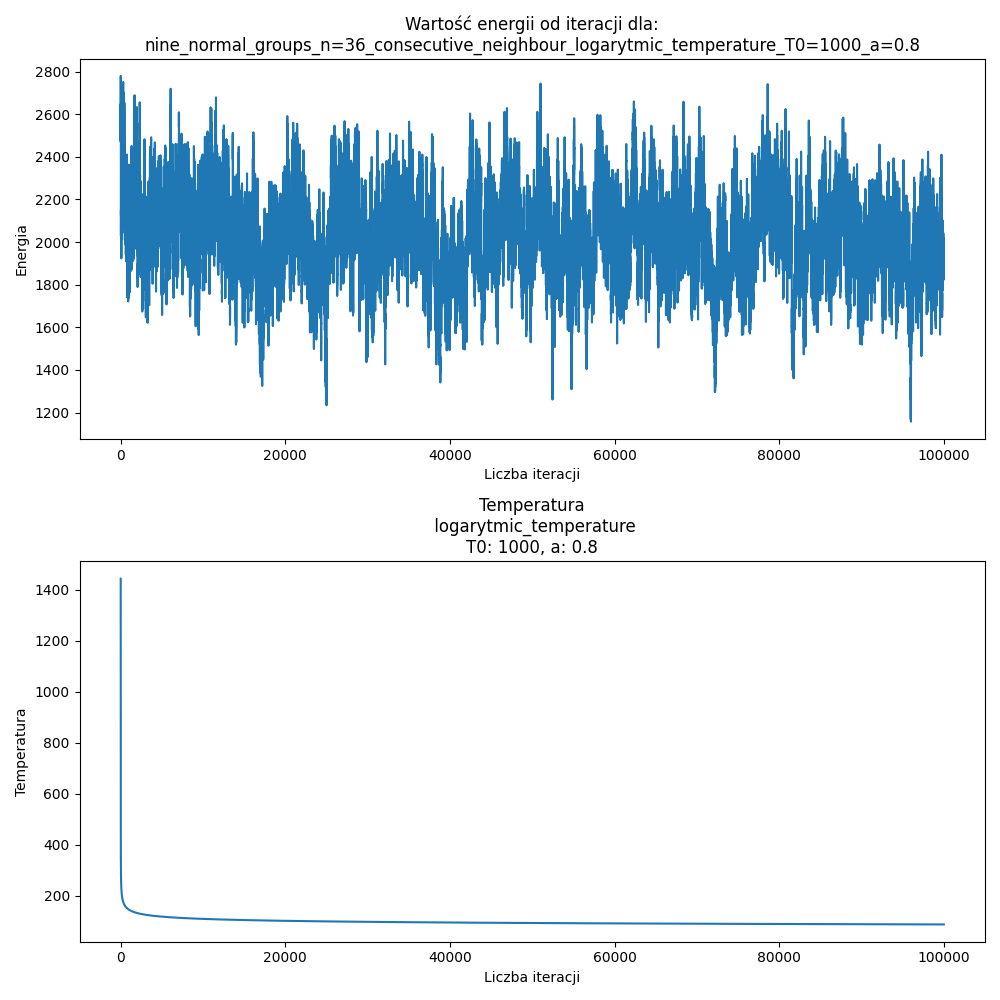 Wartość energii od iteracji dla:
nine_normal_groups_n=36_consecutive_neighbour_logarytmic_temperature_T0=1000_a=0.8
2800
2600
2400
2200
2000
1800
1600
1400
1200
Energia
0 20000 40000 60000 80000 100000
Liczba iteracji
Temperatura
logarytmic_temperature
T0: 1000, a: 0.8
1400
1200
1000
800
600
400
200
Temperatura
0 20000 40000 60000 80000 100000
Liczba iteracji